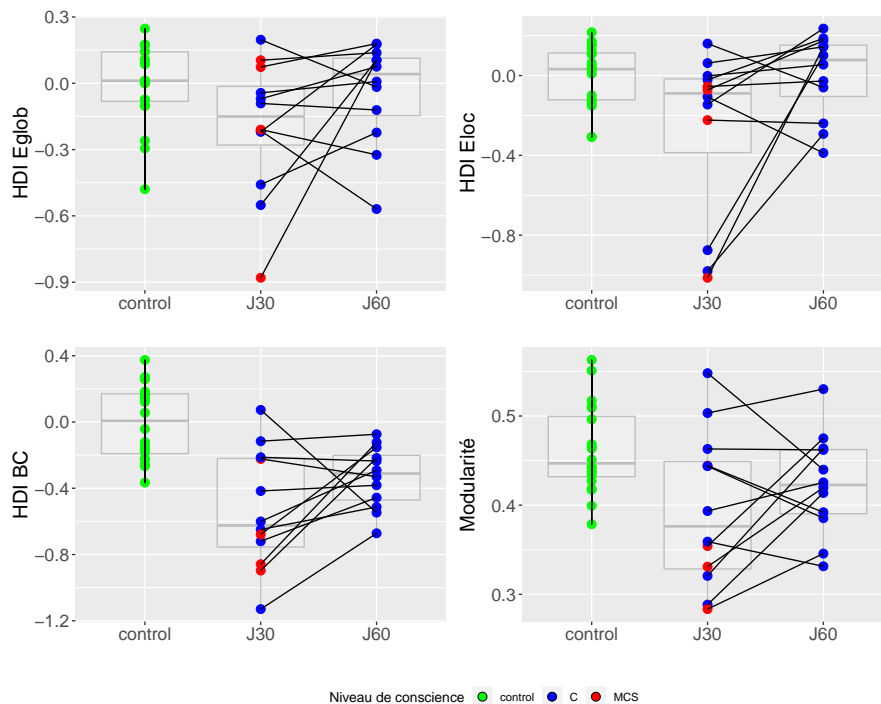 HDI Eglob
0.3
0.0
−0.3
−0.6
−0.9
control J30 J60
HDI Eloc
0.0
−0.4
−0.8
control J30 J60
HDI BC
0.4
0.0
−0.4
−0.8
−1.2
control J30 J60
Modularité
0.5
0.4
0.3
control J30 J60
Niveau de conscience control C MCS